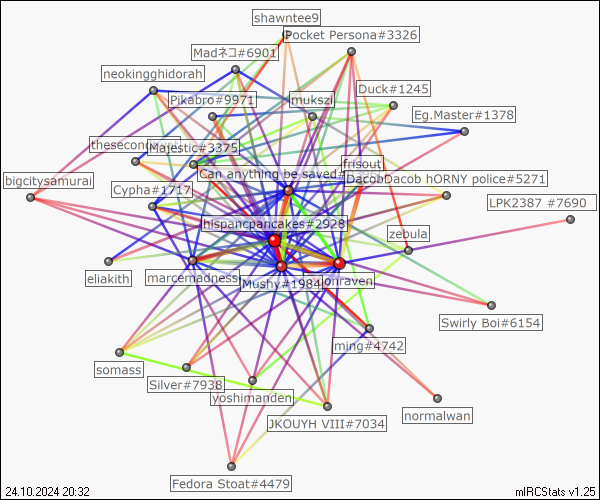 shawntee9
Pocket Persona#3326
Madネコ#6901
neokingghidorah
Duck#1245
Pikabro#9971
mukszi
Eg.Master#1378
thesecond
Majestic#3375
frisout
Can anything be saved#
bigcitysamurai
Cypha#1717
DacobDacob hORNY police#5271
LPK2387 #7690
hispancpancakes#2928
zebula
eliakith
marcemadness
Mushy#1984
onraven
Swirly Boi#6154
ming#4742
somass
Silver#7938
yoshimanden
normalwan
JKOUYH VIII#7034
Fedora Stoat#4479
24.10.2024 20:32
mIRCStats v1.25